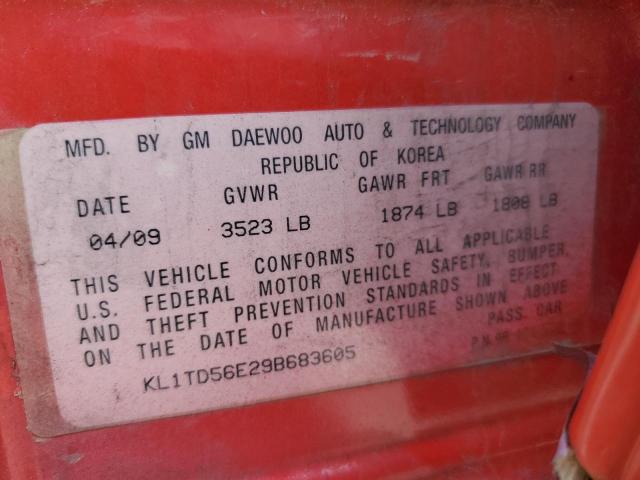 MFD. BY GM DAEWOO AUTO & TECHNOLOGY COMPANY
REPUBLIC OF KOREA
DATE GVWR GAWR FRT GAWR RR
04/09 3523 LB 1874 LB 1808 LB
THIS VEHICLE CONFORMS TO ALL APPLICABLE
U.S. FEDERAL MOTOR VEHICLE SAFETY, BUMPER,
AND THEFT PREVENTION STANDARDS IN EFFECT
ON THE DATE OF MANUFACTURE SHOWN ABOVE
KL1TD56E29B683605 PASS. CAR
P.N.